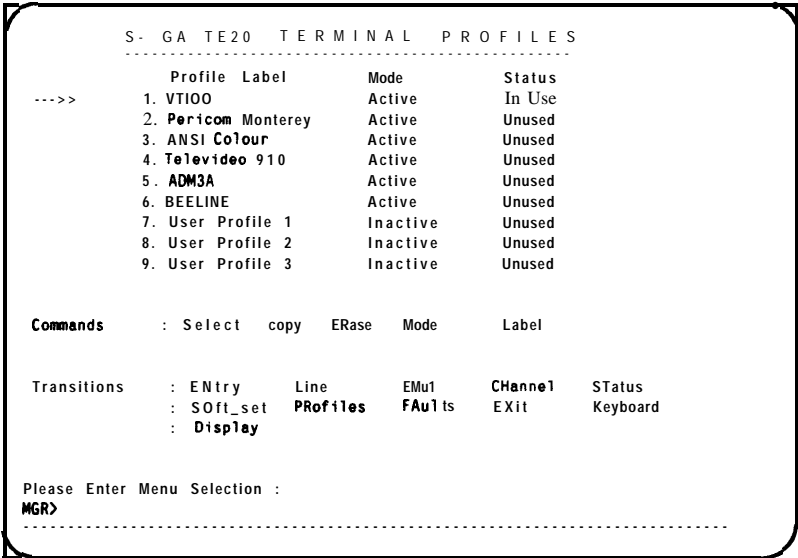 S- GA TE20 TERMINAL PROFILES
------------------------------------------------
Profile Label Mode Status
--->> 1. VTIOO Active In Use
2. Pericom Monterey Active Unused
3. ANSI Colour Active Unused
4. Televideo 910 Active Unused
5. ADM3A Active Unused
6. BEELINE Active Unused
7. User Profile 1 Inactive Unused
8. User Profile 2 Inactive Unused
9. User Profile 3 Inactive Unused
Commands : Select copy ERase Mode Label
Transitions : ENtry Line EMu1 CHannel STatus
: SOft_set PRofiles FAults EXit Keyboard
: Display
Please Enter Menu Selection :
MGR>
--------------------------------------------------------------------------------